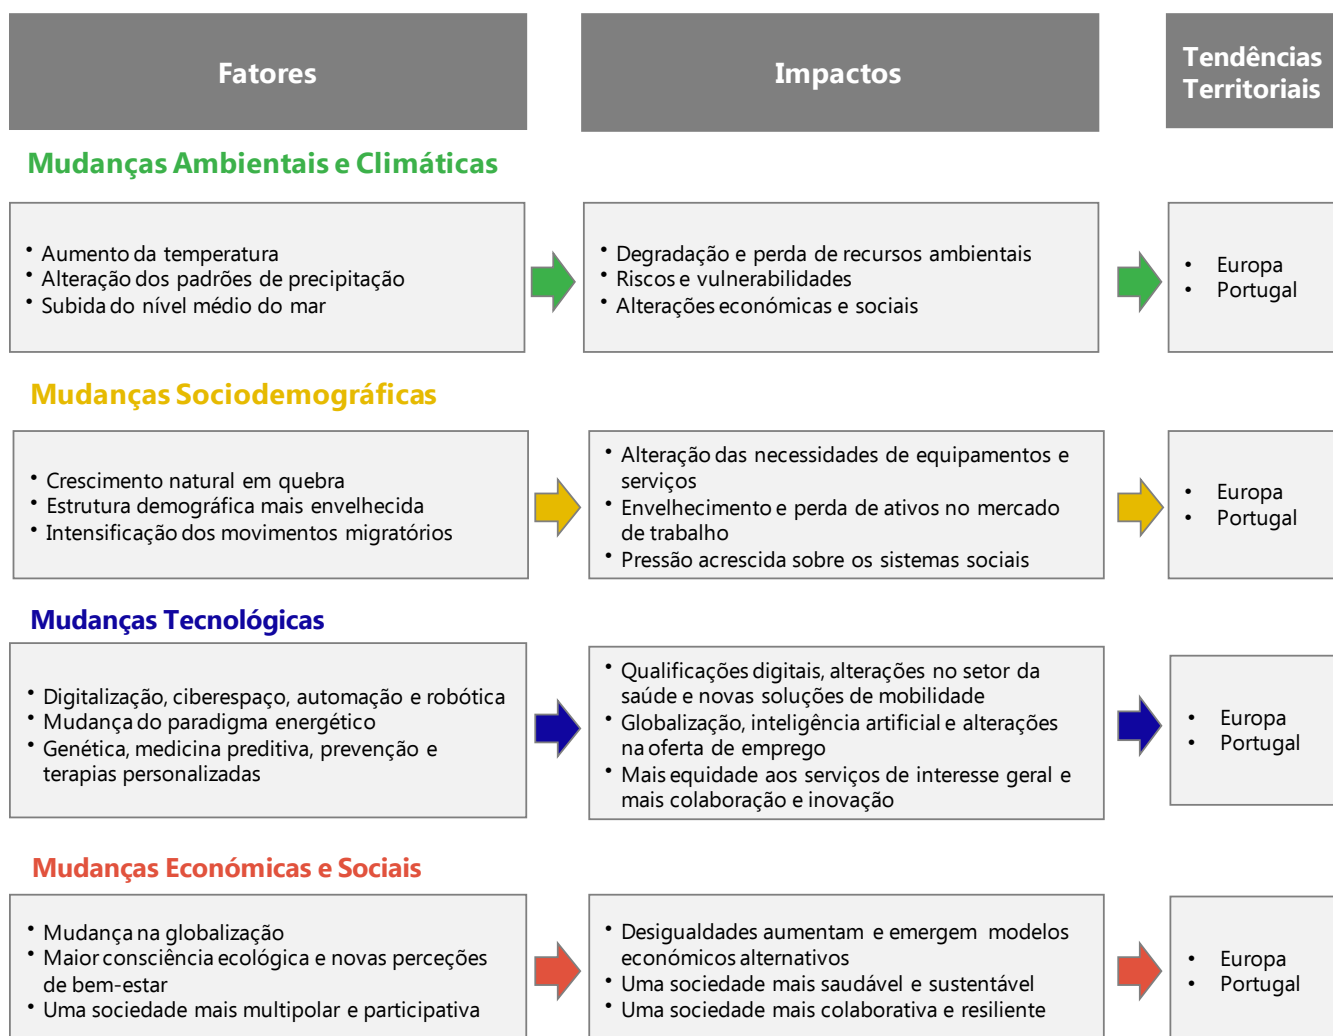 Fatores
Impactos
Tendências
Territoriais
Mudanças Ambientais e Climáticas
• Aumento da temperatura
• Alteração dos padrões de precipitação
• Subida do nível médio do mar
• Degradação e perda de recursos ambientais
• Riscos e vulnerabilidades
• Alterações económicas e sociais
• Europa
• Portugal
Mudanças Sociodemográficas
• Crescimento natural em quebra
• Estrutura demográfica mais envelhecida
• Intensificação dos movimentos migratórios
• Alteração das necessidades de equipamentos e
serviços
• Envelhecimento e perda de ativos no mercado
de trabalho
• Pressão acrescida sobre os sistemas sociais
• Europa
• Portugal
Mudanças Tecnológicas
• Digitalização, ciberespaço, automação e robótica
• Mudança do paradigma energético
• Genética, medicina preditiva, prevenção e
terapias personalizadas
• Qualificações digitais, alterações no setor da
saúde e novas soluções de mobilidade
• Globalização, inteligência artificial e alterações
na oferta de emprego
• Mais equidade aos serviços de interesse geral e
mais colaboração e inovação
• Europa
• Portugal
Mudanças Económicas e Sociais
• Mudança na globalização
• Maior consciência ecológica e novas perceções
de bem-estar
• Uma sociedade mais multipolar e participativa
• Desigualdades aumentam e emergem modelos
económicos alternativos
• Uma sociedade mais saudável e sustentável
• Uma sociedade mais colaborativa e resiliente
• Europa
• Portugal